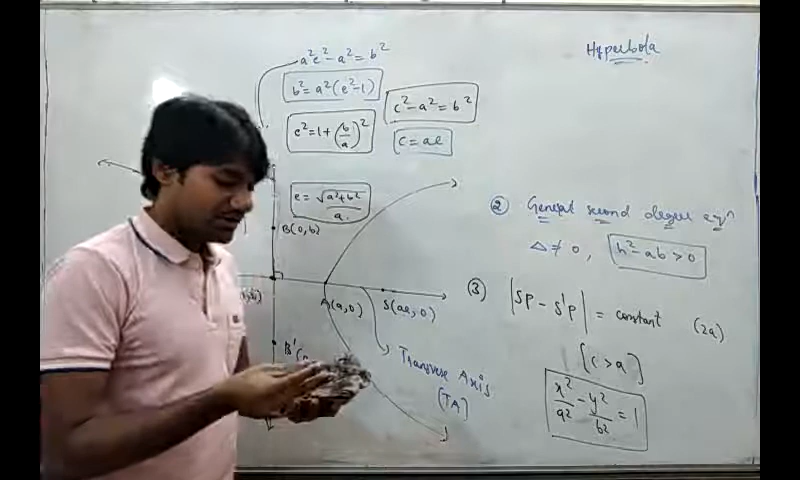 Hyperbola
a²e² - a² = b²
b² = a²(e²-1)
c² - a² = b²
e² = 1 + (b/a)²
c = ae
e = √(a²+b²)/a
B(0,b)
A(a,0)
S(ae,0)
B'
Transverse Axis
(TA)
② General second degree eqn
Δ ≠ 0, h² - ab > 0
③ |SP - S'P| = constant (2a)
[c > a]
x²/a² - y²/b² = 1